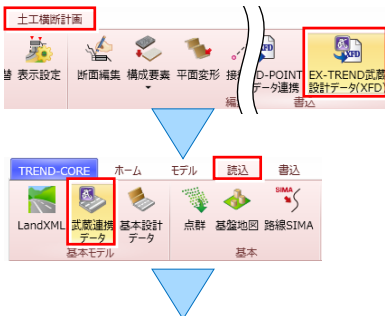 土工横断計画
表示設定 断面編集 構成要素 平面変形 接 D-POINT データ連携 EX-TREND武蔵 設計データ(XFD)
編 書込
TREND-CORE ホーム モデル 読込 書込
LandXML 武蔵連携 データ 基本設計 データ 点群 基盤地図 路線SIMA
基本モデル 基本